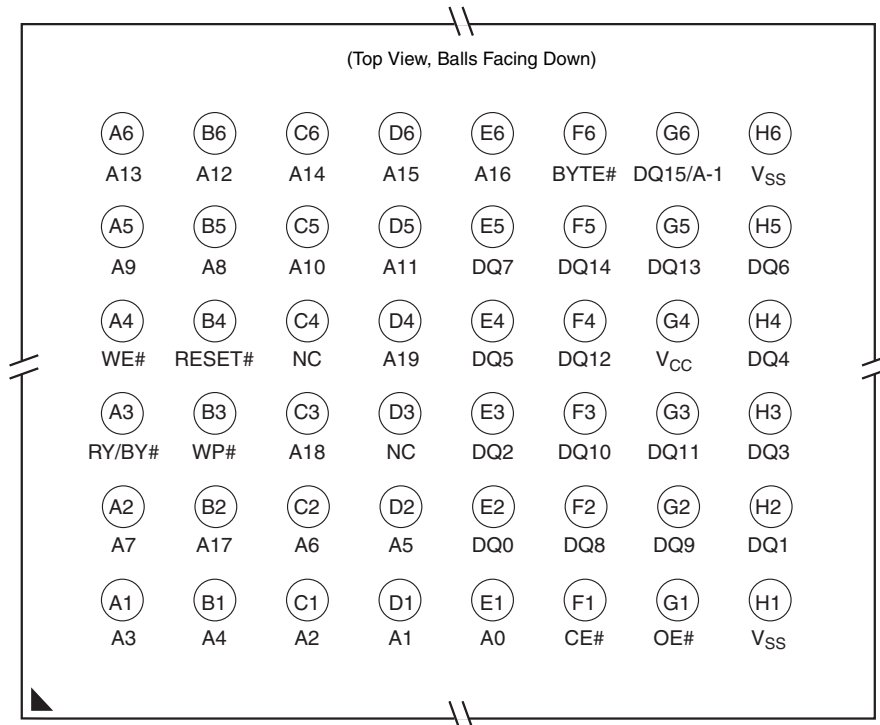 (Top View, Balls Facing Down)
A6 B6 C6 D6 E6 F6 G6 H6
A13 A12 A14 A15 A16 BYTE# DQ15/A-1 VSS
A5 B5 C5 D5 E5 F5 G5 H5
A9 A8 A10 A11 DQ7 DQ14 DQ13 DQ6
A4 B4 C4 D4 E4 F4 G4 H4
WE# RESET# NC A19 DQ5 DQ12 VCC DQ4
A3 B3 C3 D3 E3 F3 G3 H3
RY/BY# WP# A18 NC DQ2 DQ10 DQ11 DQ3
A2 B2 C2 D2 E2 F2 G2 H2
A7 A17 A6 A5 DQ0 DQ8 DQ9 DQ1
A1 B1 C1 D1 E1 F1 G1 H1
A3 A4 A2 A1 A0 CE# OE# VSS